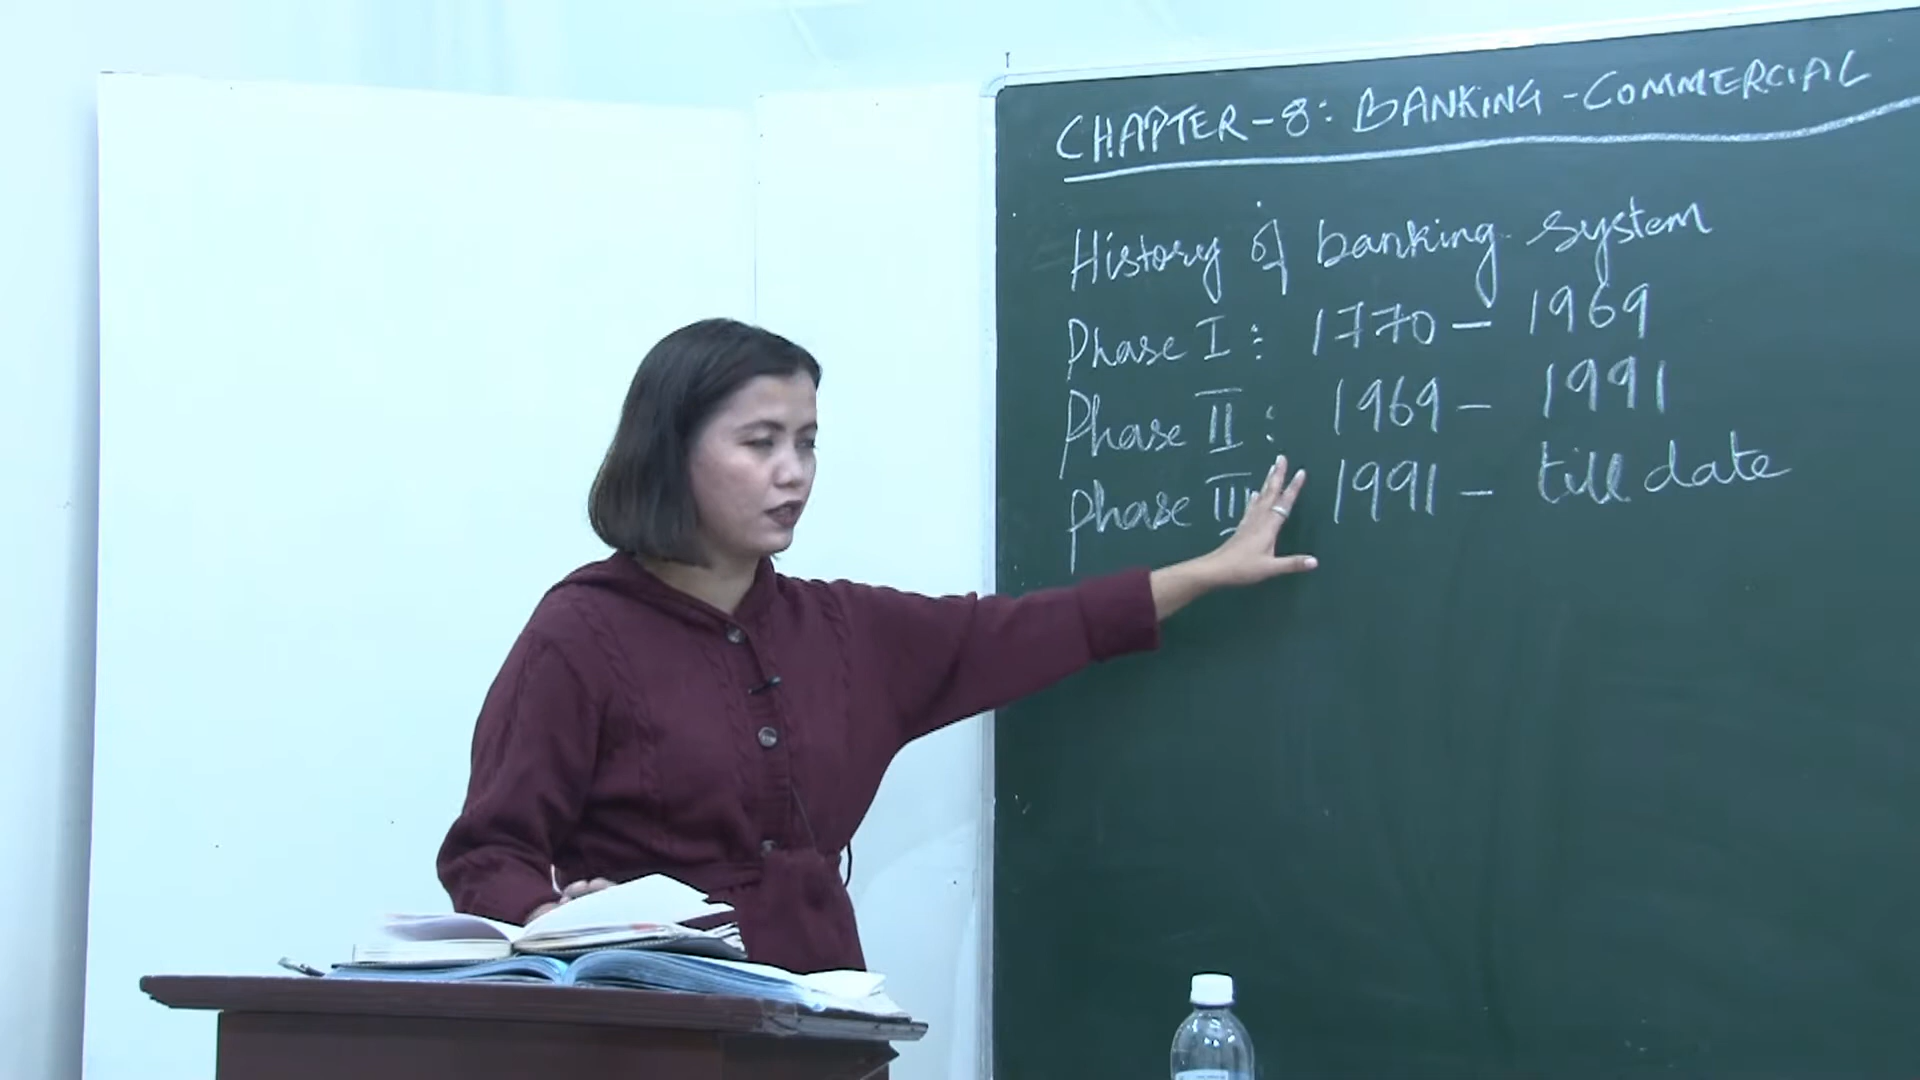 CHAPTER-8: BANKING-COMMERCIAL
History of banking system
Phase I : 1770 - 1969
Phase II : 1969 - 1991
Phase III 1991 - till date